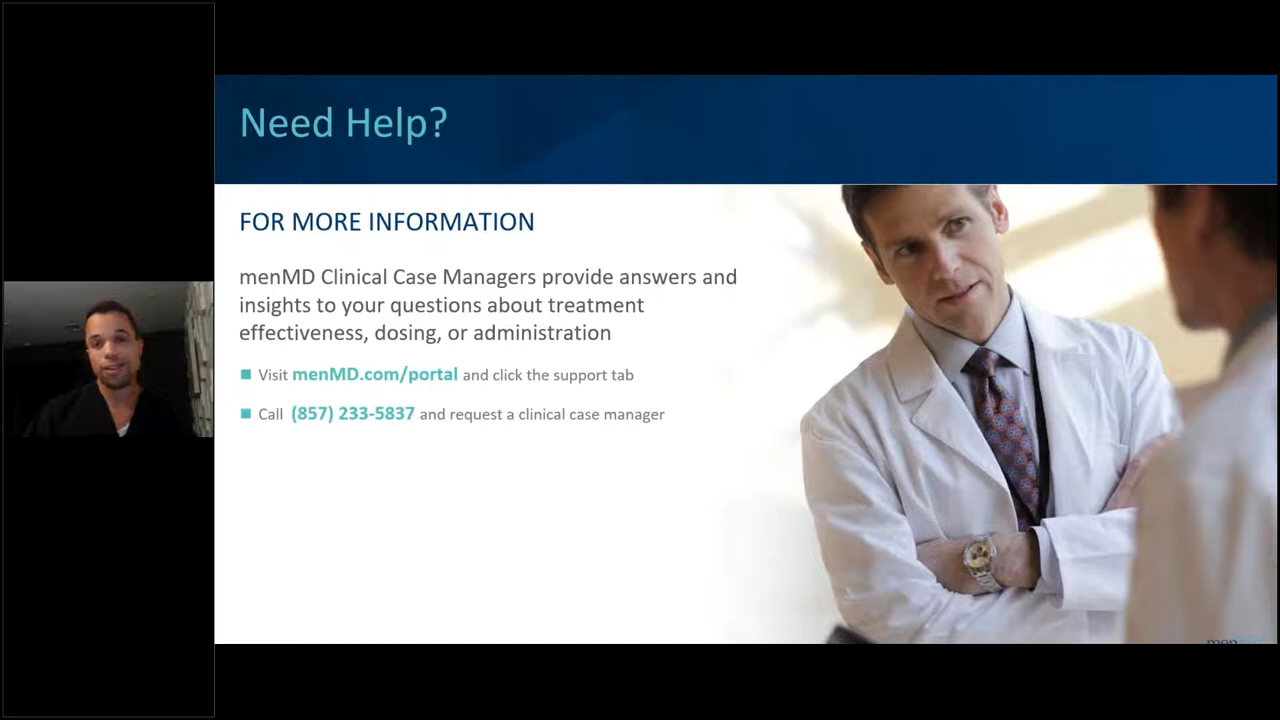 Need Help?
FOR MORE INFORMATION
menMD Clinical Case Managers provide answers and
insights to your questions about treatment
effectiveness, dosing, or administration
Visit menMD.com/portal and click the support tab
Call (857) 233-5837 and request a clinical case manager